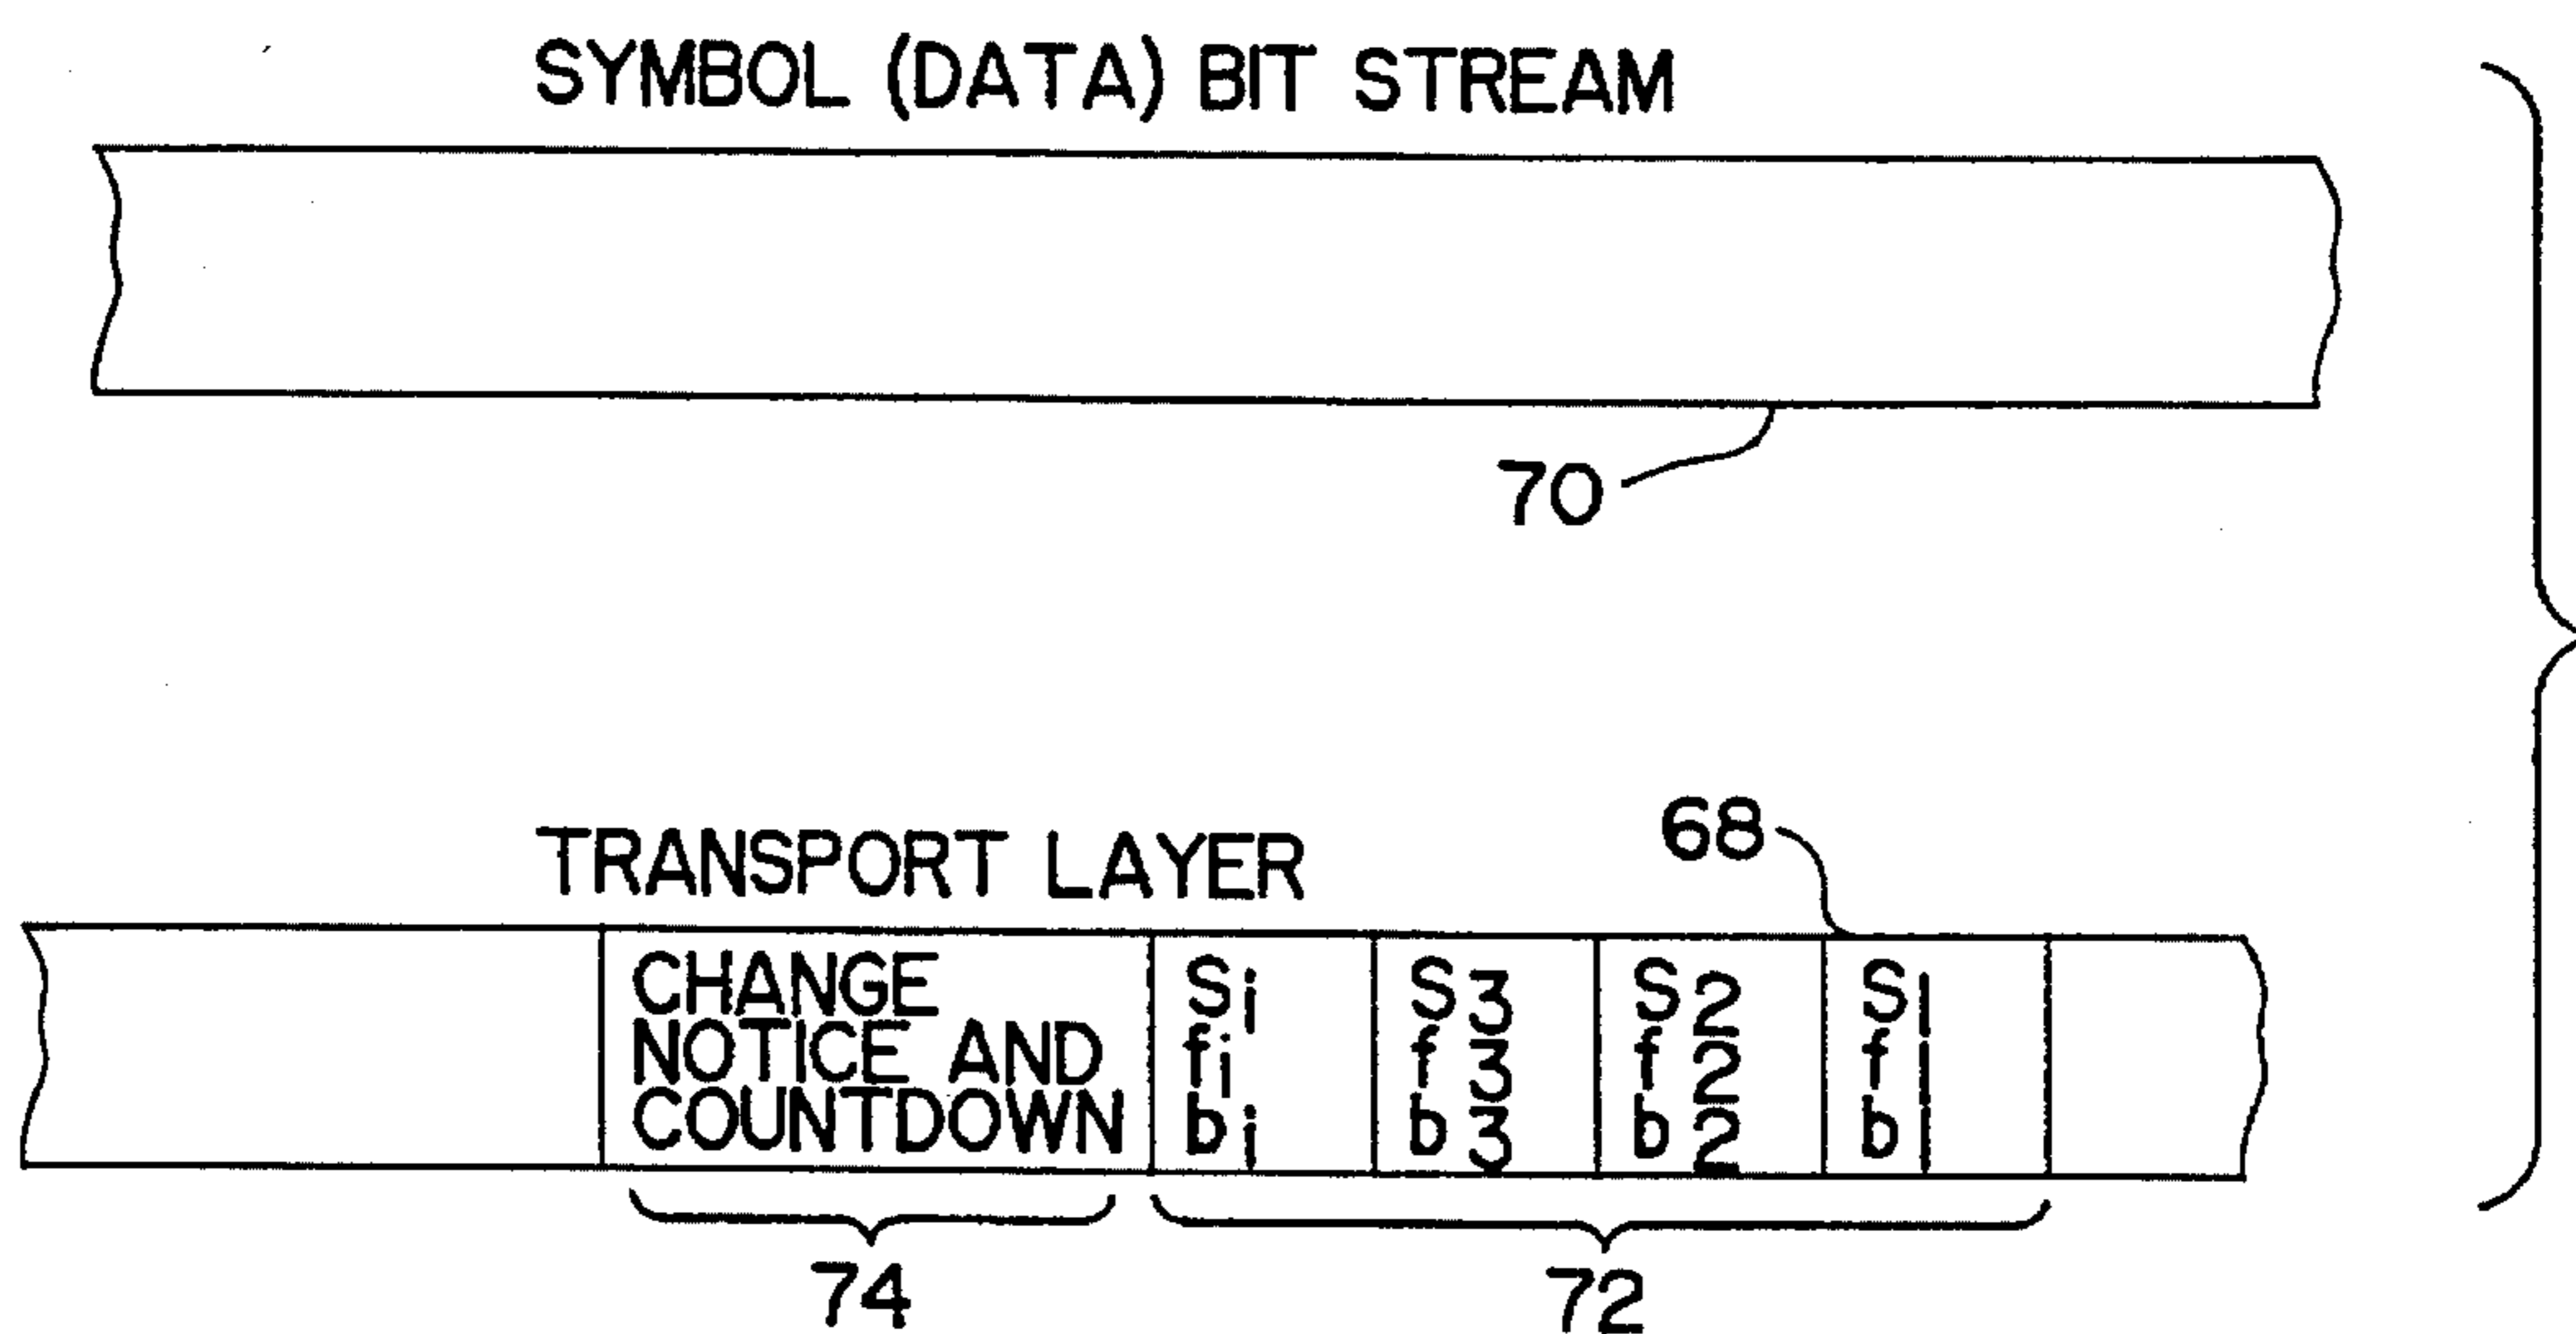 SYMBOL (DATA) BIT STREAM
70
TRANSPORT LAYER
68
CHANGE NOTICE AND COUNTDOWN
Si fi bi
S3 f3 b3
S2 f2 b2
S1 f1 b1
74
72